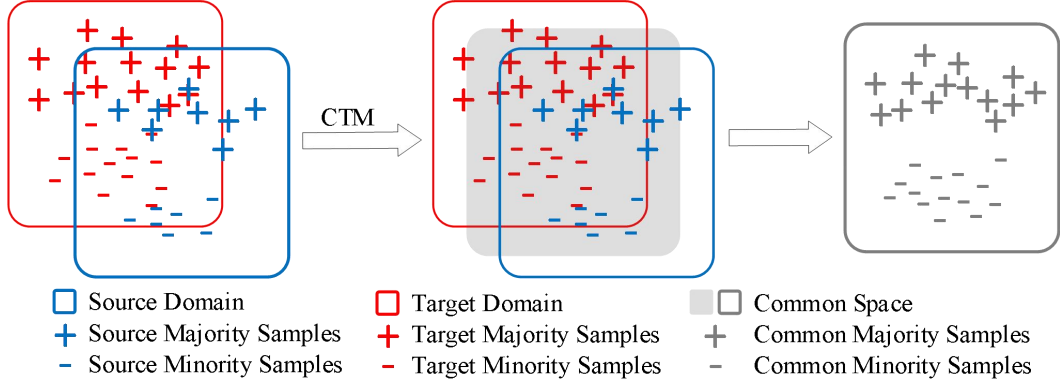 CTM
Source Domain
Target Domain
Common Space
Source Majority Samples
Target Majority Samples
Common Majority Samples
Source Minority Samples
Target Minority Samples
Common Minority Samples